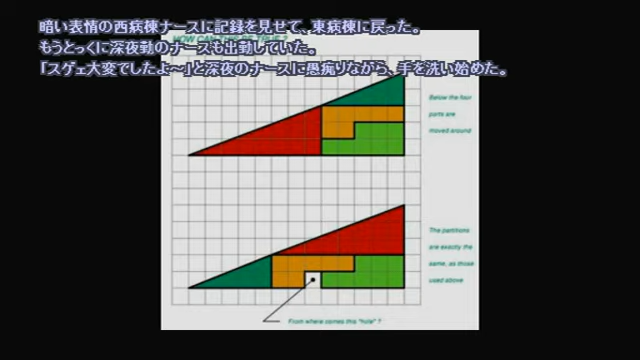 暗い表情の西病棟ナースに記録を見せて、東病棟に戻った。
HOW CAN THIS BE TRUE ?
もうとっくに深夜勤のナースも出勤していた。
「スゲェ大変でしたよ～」と深夜のナースに愚痴りながら、手を洗い始めた。
Below the four
parts are
moved around
The partitions
are exactly the
same, as those
used above
From where comes this "hole" ?